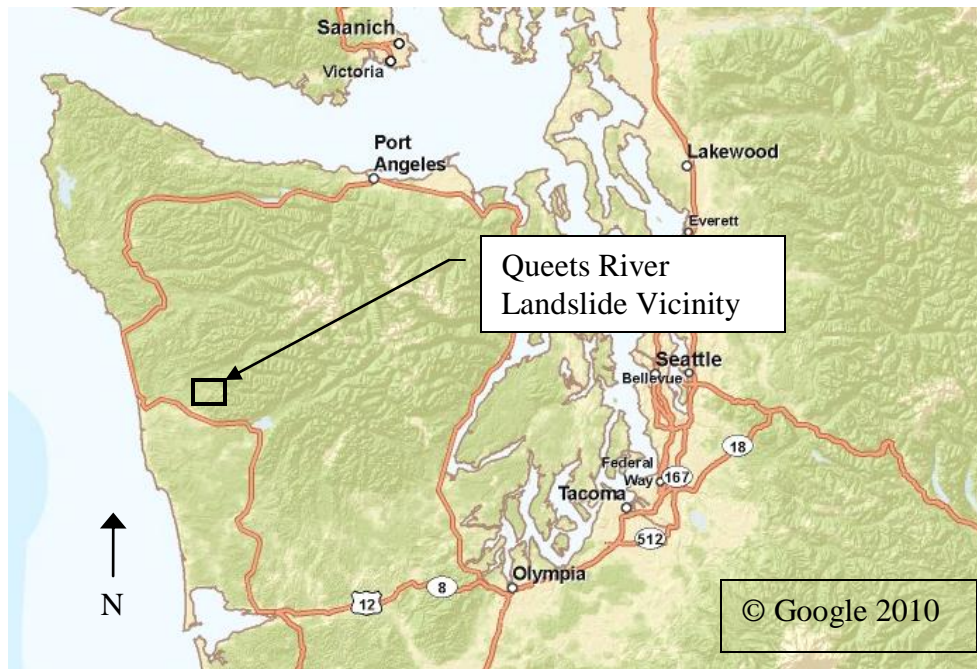 Saanich
Victoria
Port
Angeles
Lakewood
Everett
Queets River
Landslide Vicinity
Seattle
Bellevue
18
Federal
Way
167
Tacoma
512
Olympia
8
12
N
© Google 2010